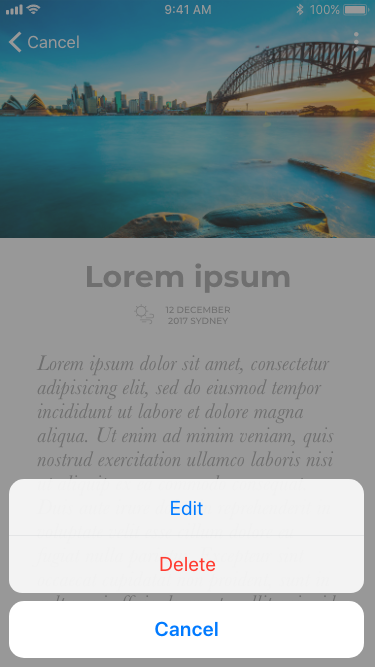 9:41 AM 100%
Cancel
Lorem ipsum
12 DECEMBER
2017 SYDNEY
Lorem ipsum dolor sit amet, consectetur
adipisicing elit, sed do eiusmod tempor
incididunt ut labore et dolore magna
aliqua. Ut enim ad minim veniam, quis
nostrud exercitation ullamco laboris nisi
Edit
Delete
Cancel